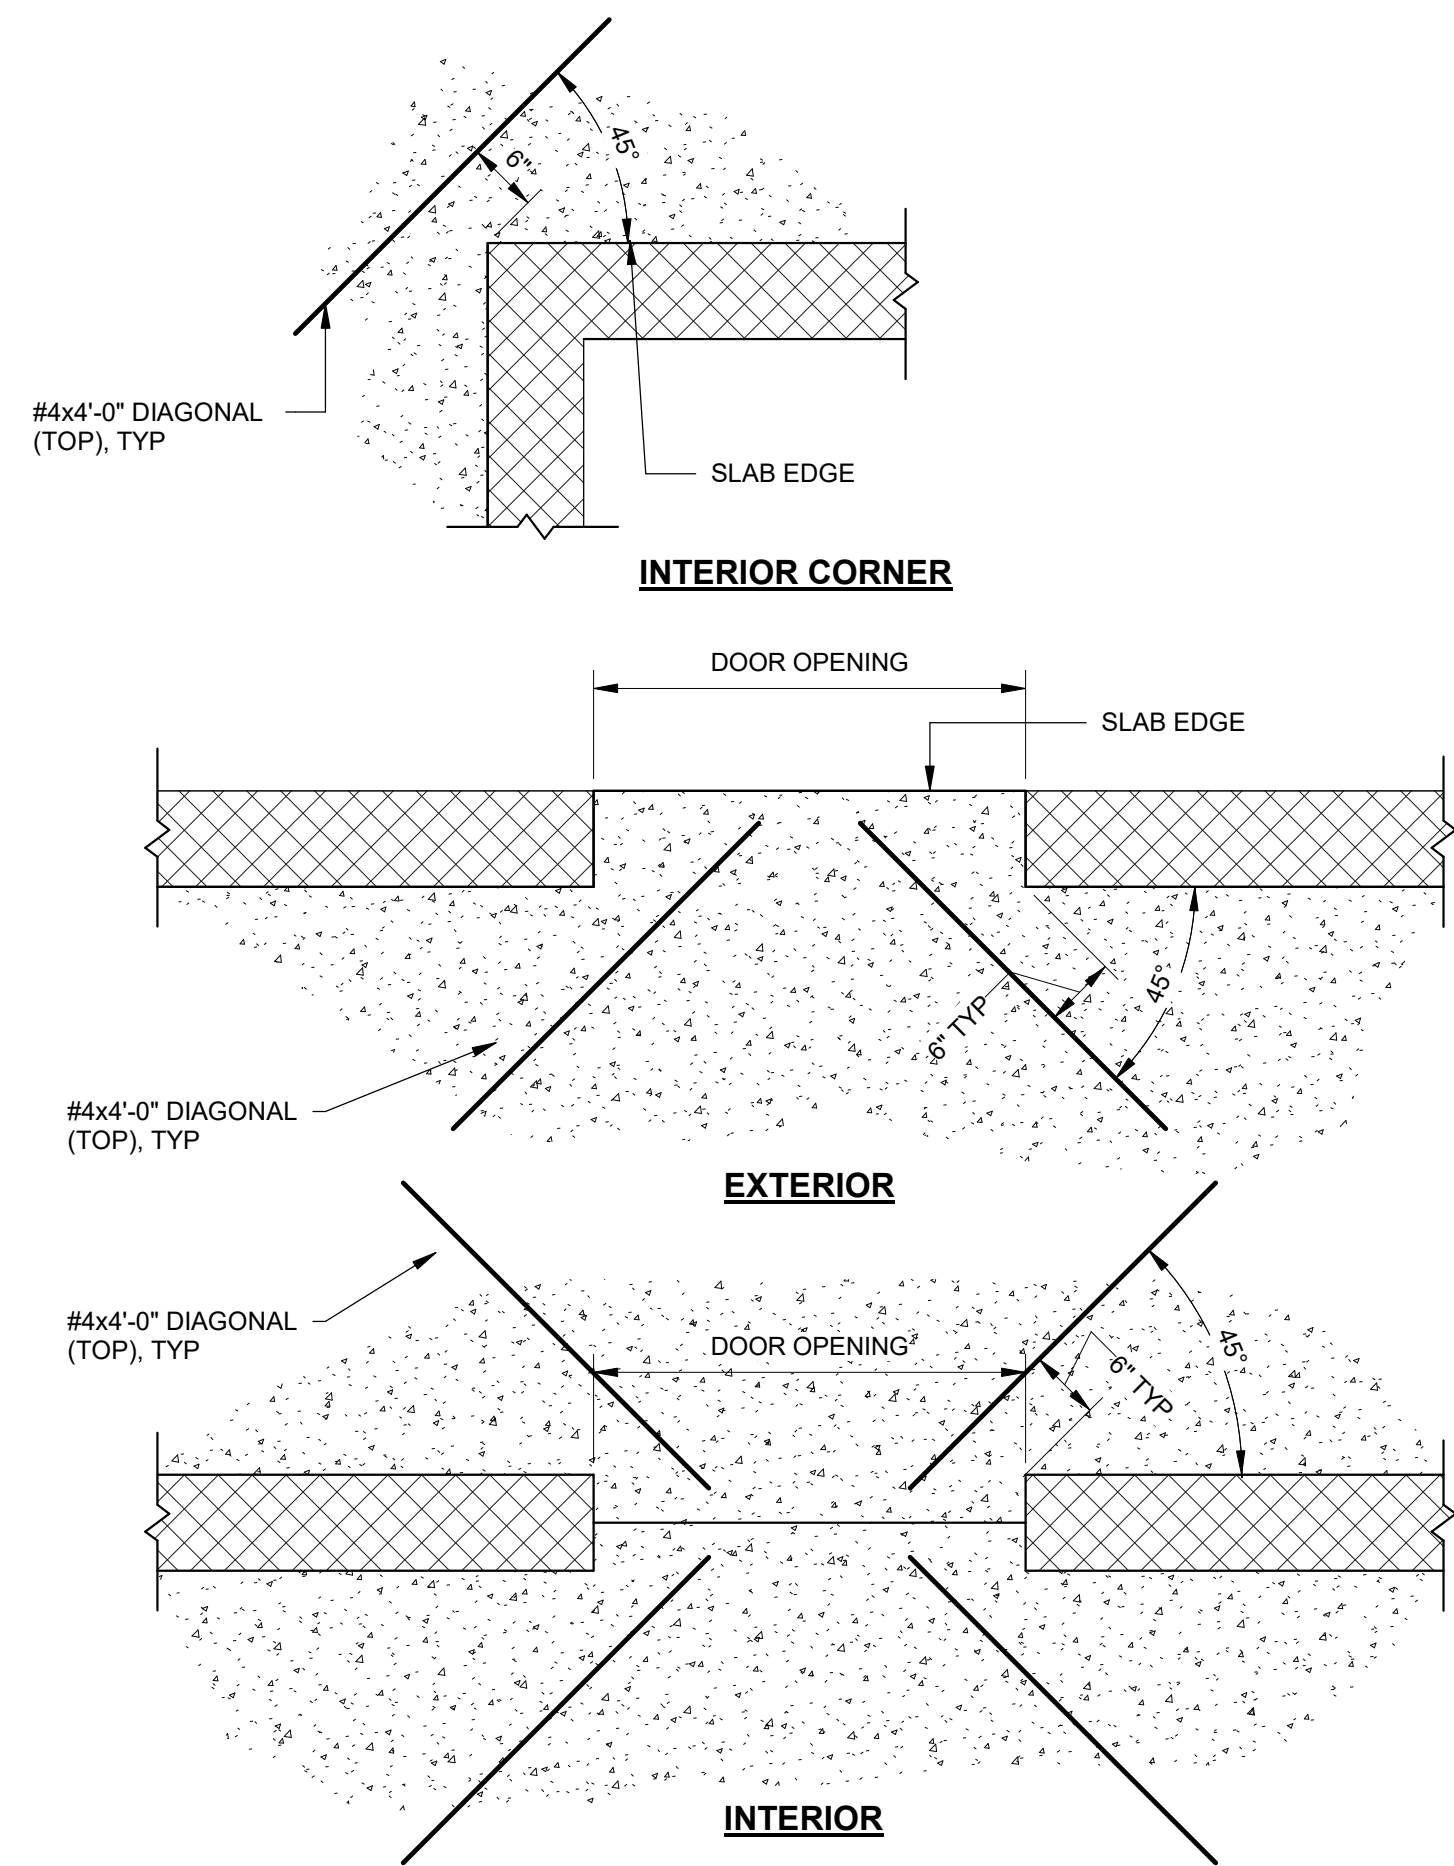 45°
6"
#4x4'-0" DIAGONAL
(TOP), TYP
SLAB EDGE
INTERIOR CORNER
DOOR OPENING
SLAB EDGE
6" TYP
45°
#4x4'-0" DIAGONAL
(TOP), TYP
EXTERIOR
#4x4'-0" DIAGONAL
(TOP), TYP
DOOR OPENING
45°
6" TYP
INTERIOR